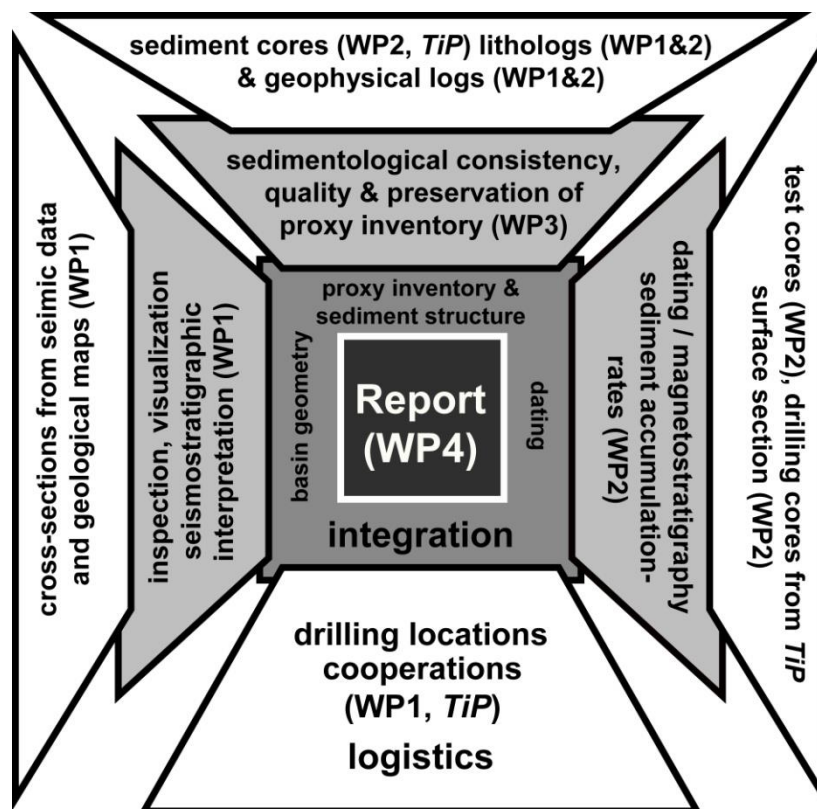 sediment cores (WP2, TiP) lithologs (WP1&2)
& geophysical logs (WP1&2)
sedimentological consistency,
quality & preservation of
proxy inventory (WP3)
cross-sections from seimic data
and geological maps (WP1)
inspection, visualization
seismostratigraphic
interpretation (WP1)
proxy inventory &
sediment structure
basin geometry
Report
(WP4)
dating
integration
dating / magnetostratigraphy
sediment accumulation-
rates (WP2)
test cores (WP2), drilling cores from TiP
surface section (WP2)
drilling locations
cooperations
(WP1, TiP)
logistics